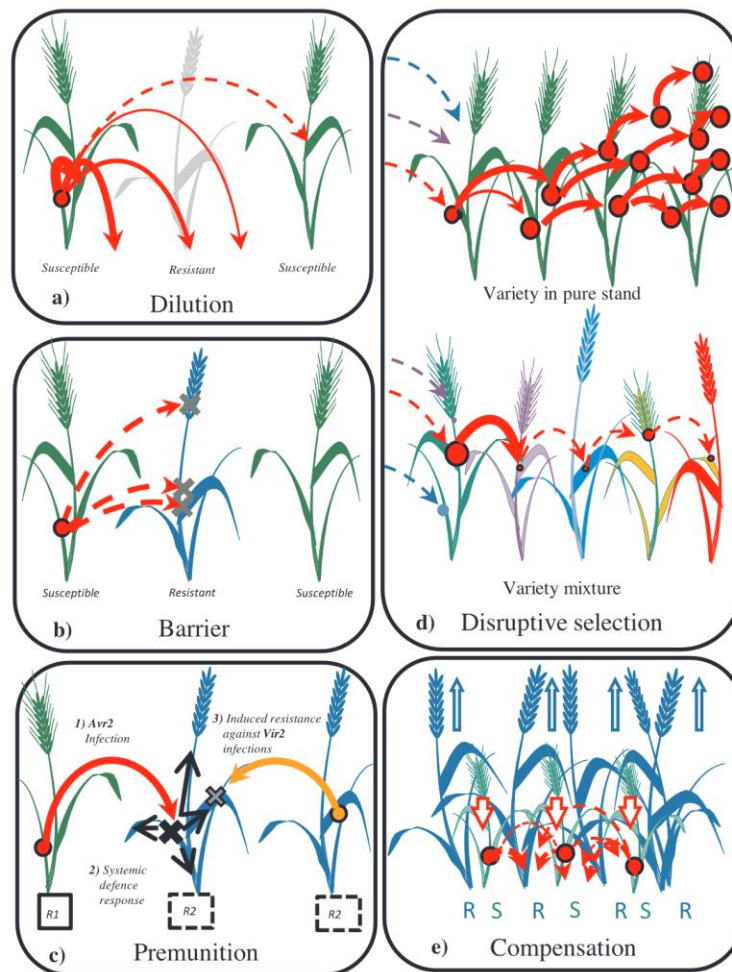 Susceptible
Resistant
Susceptible
a)
Dilution
Susceptible
Resistant
Susceptible
b)
Barrier
1) Avr2
Infection
3) Induced resistance
against Vir2
infections
2) Systemic
defence
response
R1
R2
R2
c)
Premunition
Variety in pure stand
Variety mixture
d)
Disruptive selection
R S R S R S R
e)
Compensation